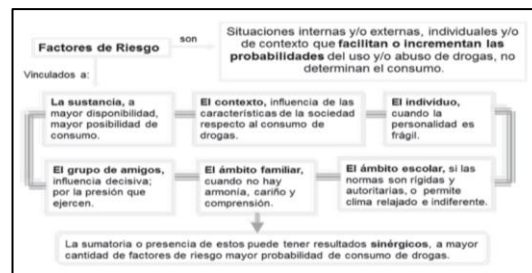 Situaciones internas y/o externas, individuales y/o
de contexto que facilitan o incrementan las
probabilidades del uso y/o abuso de drogas, no
determinan el consumo.
Factores de Riesgo
son
Vinculados a:
La sustancia, a
mayor disponibilidad,
mayor posibilidad de
consumo.
El contexto, influencia de las
características de la sociedad
respecto al consumo de
drogas.
El individuo,
cuando la
personalidad es
frágil.
El grupo de amigos,
influencia decisiva;
por la presión que
ejercen.
El ámbito familiar,
cuando no hay
armonía, cariño y
comprensión.
El ámbito escolar, si las
normas son rígidas y
autoritarias, o permite
clima relajado e indiferente.
La sumatoria o presencia de estos puede tener resultados sinérgicos, a mayor
cantidad de factores de riesgo mayor probabilidad de consumo de drogas.